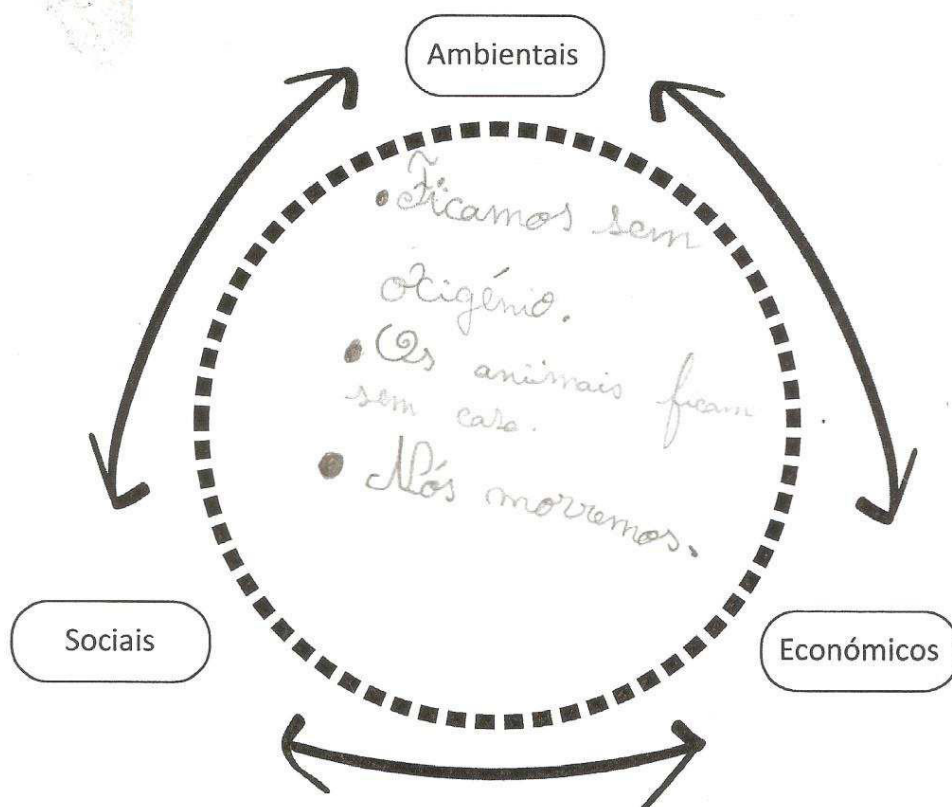 Ambientais
• Ficamos sem
oxigénio.
• Os animais ficam
sem casa.
• Nós morremos.
Sociais
Económicos